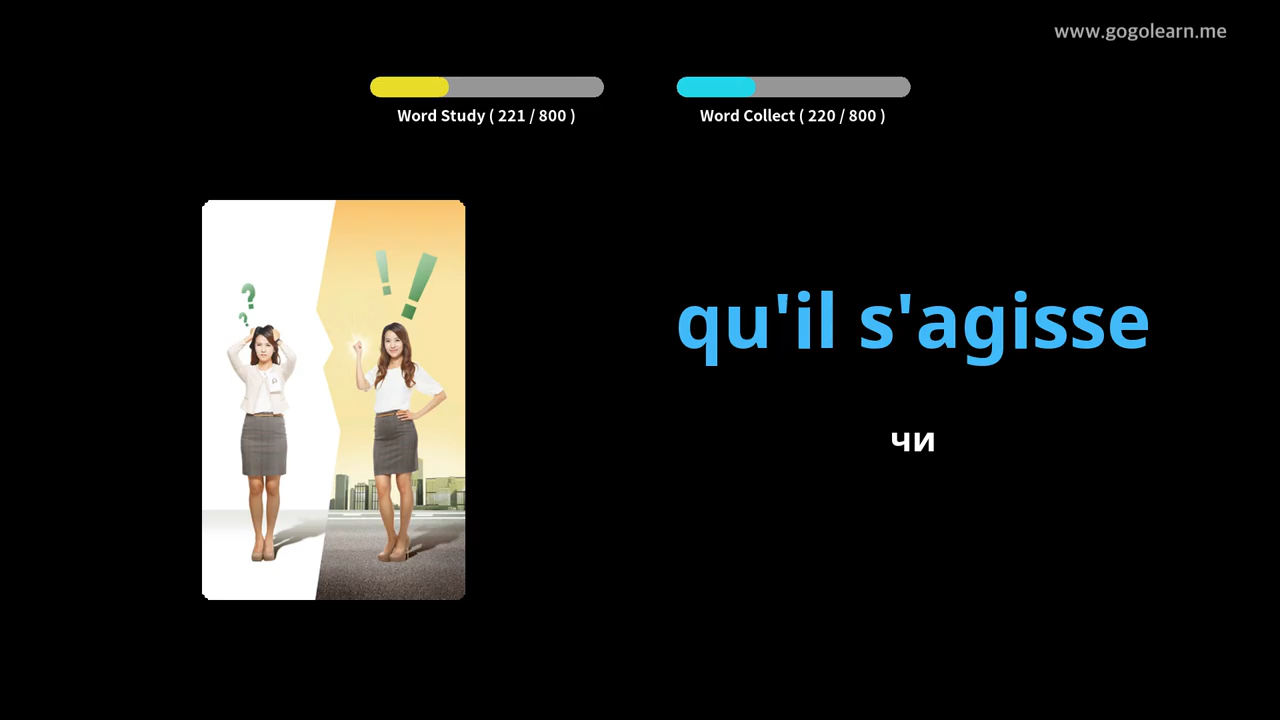 www.gogolearn.me
Word Study ( 221 / 800 )
Word Collect ( 220 / 800 )
qu'il s'agisse
чи